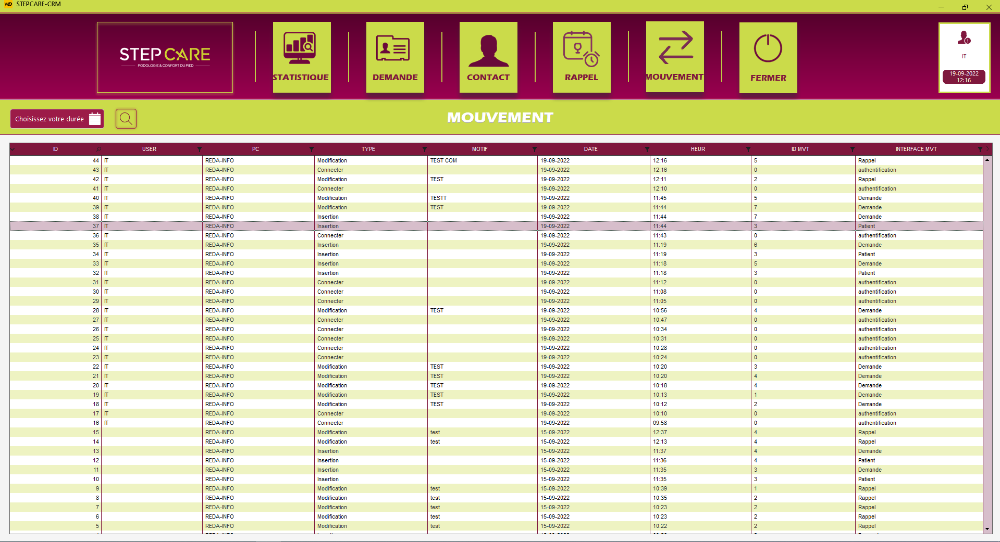 STEPCARE-CRM
STEP CARE
PODOLOGIE & CONFORT DU PIED
STATISTIQUE
DEMANDE
CONTACT
RAPPEL
MOUVEMENT
FERMER
IT
19-09-2022
12:16
Choisissez votre durée
MOUVEMENT
ID USER PC TYPE MOTIF DATE HEUR ID MVT INTERFACE MVT
44 IT REDA-INFO Modification TEST COM 19-09-2022 12:16 5 Rappel
43 IT REDA-INFO Connecter 19-09-2022 12:16 0 authentification
42 IT REDA-INFO Modification TEST 19-09-2022 12:11 2 Rappel
41 IT REDA-INFO Connecter 19-09-2022 12:10 0 authentification
40 IT REDA-INFO Modification TESTT 19-09-2022 11:45 5 Demande
39 IT REDA-INFO Modification TEST 19-09-2022 11:44 7 Demande
38 IT REDA-INFO Insertion 19-09-2022 11:44 7 Demande
37 IT REDA-INFO Insertion 19-09-2022 11:44 3 Patient
36 IT REDA-INFO Connecter 19-09-2022 11:43 0 authentification
35 IT REDA-INFO Insertion 19-09-2022 11:19 6 Demande
34 IT REDA-INFO Insertion 19-09-2022 11:19 3 Patient
33 IT REDA-INFO Insertion 19-09-2022 11:18 5 Demande
32 IT REDA-INFO Insertion 19-09-2022 11:18 3 Patient
31 IT REDA-INFO Connecter 19-09-2022 11:12 0 authentification
30 IT REDA-INFO Connecter 19-09-2022 11:08 0 authentification
29 IT REDA-INFO Connecter 19-09-2022 11:05 0 authentification
28 IT REDA-INFO Modification TEST 19-09-2022 10:56 4 Demande
27 IT REDA-INFO Connecter 19-09-2022 10:47 0 authentification
26 IT REDA-INFO Connecter 19-09-2022 10:34 0 authentification
25 IT REDA-INFO Connecter 19-09-2022 10:31 0 authentification
24 IT REDA-INFO Connecter 19-09-2022 10:28 0 authentification
23 IT REDA-INFO Connecter 19-09-2022 10:24 0 authentification
22 IT REDA-INFO Modification TEST 19-09-2022 10:20 3 Demande
21 IT REDA-INFO Modification TEST 19-09-2022 10:20 4 Demande
20 IT REDA-INFO Modification TEST 19-09-2022 10:18 4 Demande
19 IT REDA-INFO Modification TEST 19-09-2022 10:13 1 Demande
18 IT REDA-INFO Modification TEST 19-09-2022 10:12 2 Demande
17 IT REDA-INFO Connecter 19-09-2022 10:10 0 authentification
16 IT REDA-INFO Connecter 19-09-2022 09:58 0 authentification
15 REDA-INFO Modification test 15-09-2022 12:37 4 Rappel
14 REDA-INFO Modification test 15-09-2022 12:13 4 Rappel
13 REDA-INFO Insertion 15-09-2022 11:37 4 Demande
12 REDA-INFO Insertion 15-09-2022 11:36 4 Patient
11 REDA-INFO Insertion 15-09-2022 11:35 3 Demande
10 REDA-INFO Insertion 15-09-2022 11:35 3 Patient
9 REDA-INFO Modification test 15-09-2022 10:39 1 Rappel
8 REDA-INFO Modification test 15-09-2022 10:35 2 Rappel
7 REDA-INFO Modification test 15-09-2022 10:23 2 Rappel
6 REDA-INFO Modification test 15-09-2022 10:23 2 Rappel
5 REDA-INFO Modification test 15-09-2022 10:22 2 Rappel